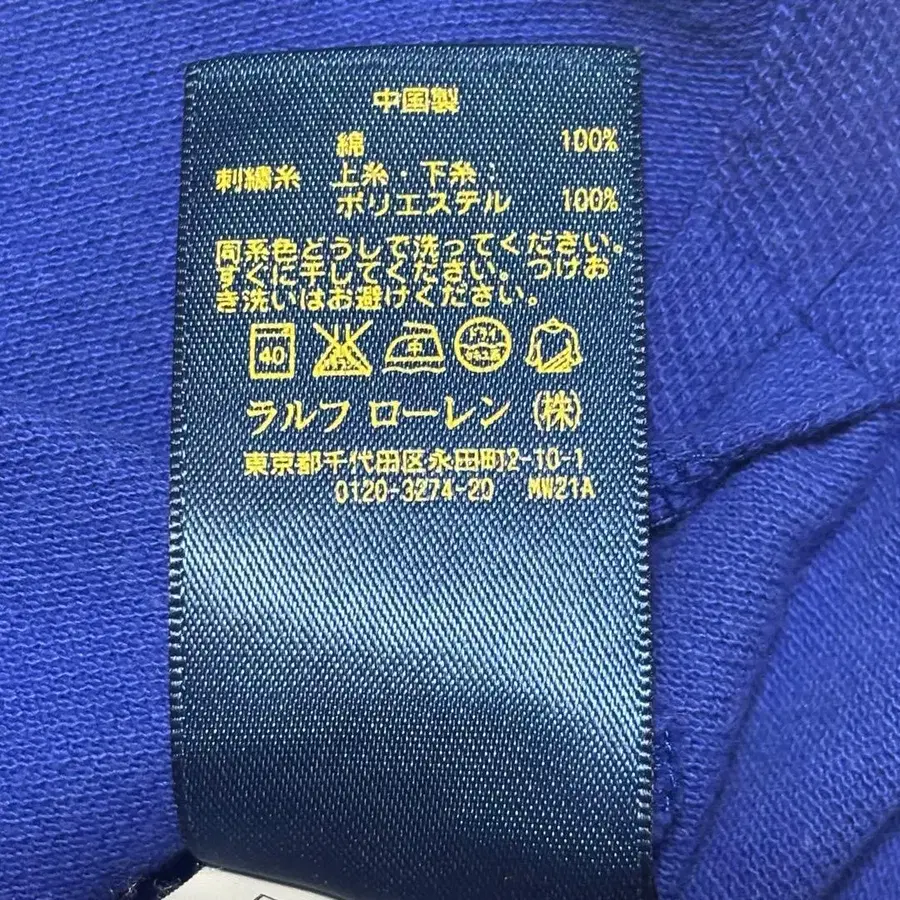 中国製
綿 100%
刺繍糸 上糸・下糸:
ポリエステル 100%
同系色どうしで洗ってください。
すぐに干してください。つけお
き洗いはお避けください。
40 中
ラルフ ローレン (株)
東京都千代田区永田町2-10-1
0120-3274-20 MW21A